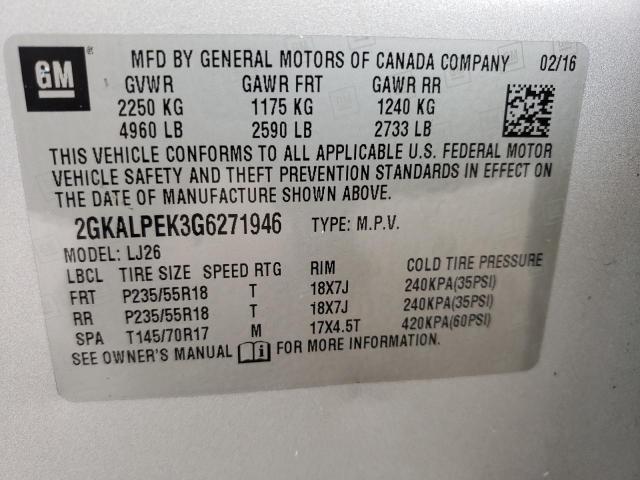 GM
MFD BY GENERAL MOTORS OF CANADA COMPANY 02/16
GVWR GAWR FRT GAWR RR
2250 KG 1175 KG 1240 KG
4960 LB 2590 LB 2733 LB
THIS VEHICLE CONFORMS TO ALL APPLICABLE U.S. FEDERAL MOTOR
VEHICLE SAFETY AND THEFT PREVENTION STANDARDS IN EFFECT ON
THE DATE OF MANUFACTURE SHOWN ABOVE.
2GKALPEK3G6271946 TYPE: M.P.V.
MODEL: LJ26
LBCL TIRE SIZE SPEED RTG RIM COLD TIRE PRESSURE
FRT P235/55R18 T 18X7J 240KPA(35PSI)
RR P235/55R18 T 18X7J 240KPA(35PSI)
SPA T145/70R17 M 17X4.5T 420KPA(60PSI)
SEE OWNER'S MANUAL FOR MORE INFORMATION.